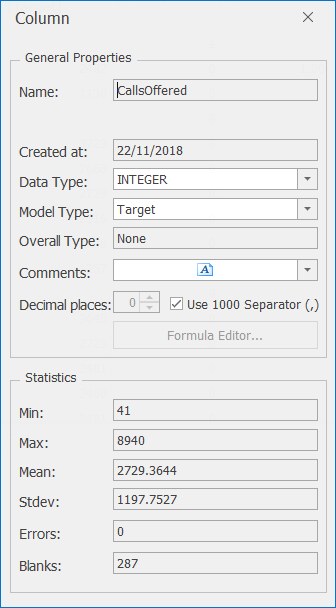 Column
General Properties
Name: CallsOffered
Created at: 22/11/2018
Data Type: INTEGER
Model Type: Target
Overall Type: None
Comments: A
Decimal places: 0 Use 1000 Separator (,)
Formula Editor...
Statistics
Min: 41
Max: 8940
Mean: 2729.3644
Stdev: 1197.7527
Errors: 0
Blanks: 287